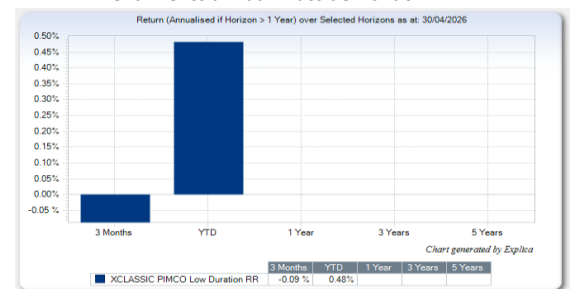 Return (Annualised if Horizon > 1 Year) over Selected Horizons as at: 30/04/2026
0.50%
0.45%
0.40%
0.35%
0.30%
0.25%
0.20%
0.15%
0.10%
0.05%
0.00%
-0.05 %
3 Months YTD 1 Year 3 Years 5 Years
Chart generated by Explica
3 Months YTD 1 Year 3 Years 5 Years
XCLASSIC PIMCO Low Duration RR -0.09 % 0.48%